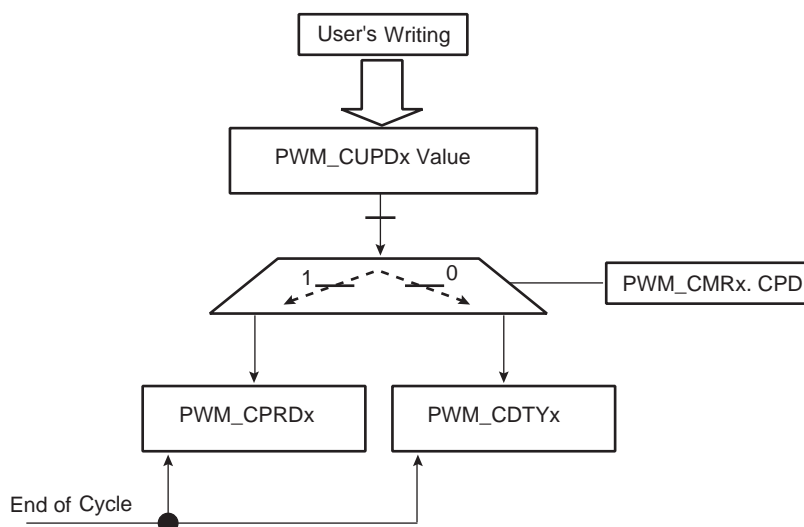 User's Writing
PWM_CUPDx Value
1
0
PWM_CMRx. CPD
PWM_CPRDx
PWM_CDTYx
End of Cycle